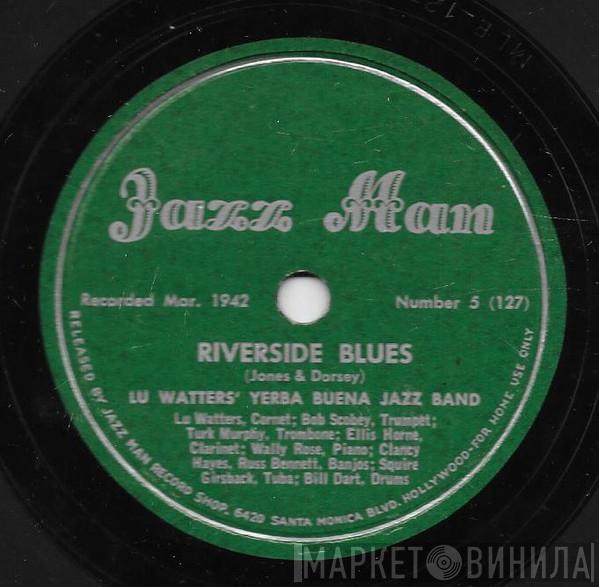 MLB-12
Jazz Man
Recorded Mar. 1942
Number 5 (127)
RIVERSIDE BLUES
(Jones & Dorsey)
LU WATTERS' YERBA BUENA JAZZ BAND
Lu Watters, Cornet; Bob Scobey, Trumpet;
Turk Murphy, Trombone; Ellis Horne,
Clarinet; Wally Rose, Piano; Clancy
Hayes, Russ Bennett, Banjos; Squire
Girsback, Tuba; Bill Dart, Drums
RELEASED BY JAZZ MAN RECORD SHOP, 6420 SANTA MONICA BLVD. HOLLYWOOD-FOR HOME USE ONLY
МАРКЕТ ВИНИЛА